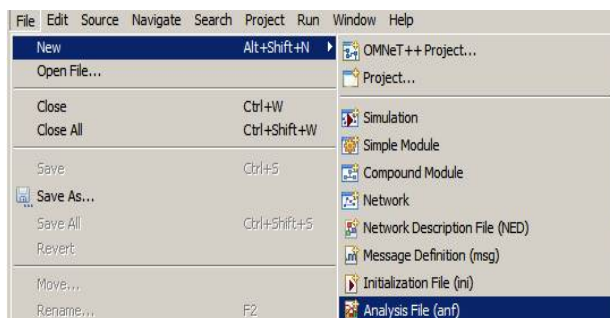 File Edit Source Navigate Search Project Run Window Help
New Alt+Shift+N
Open File...
Close Ctrl+W
Close All Ctrl+Shift+W
Save Ctrl+S
Save As...
Save All Ctrl+Shift+S
Revert
Move...
Rename... F2
OMNeT++ Project...
Project...
Simulation
Simple Module
Compound Module
Network
Network Description File (NED)
Message Definition (msg)
Initialization File (ini)
Analysis File (anf)